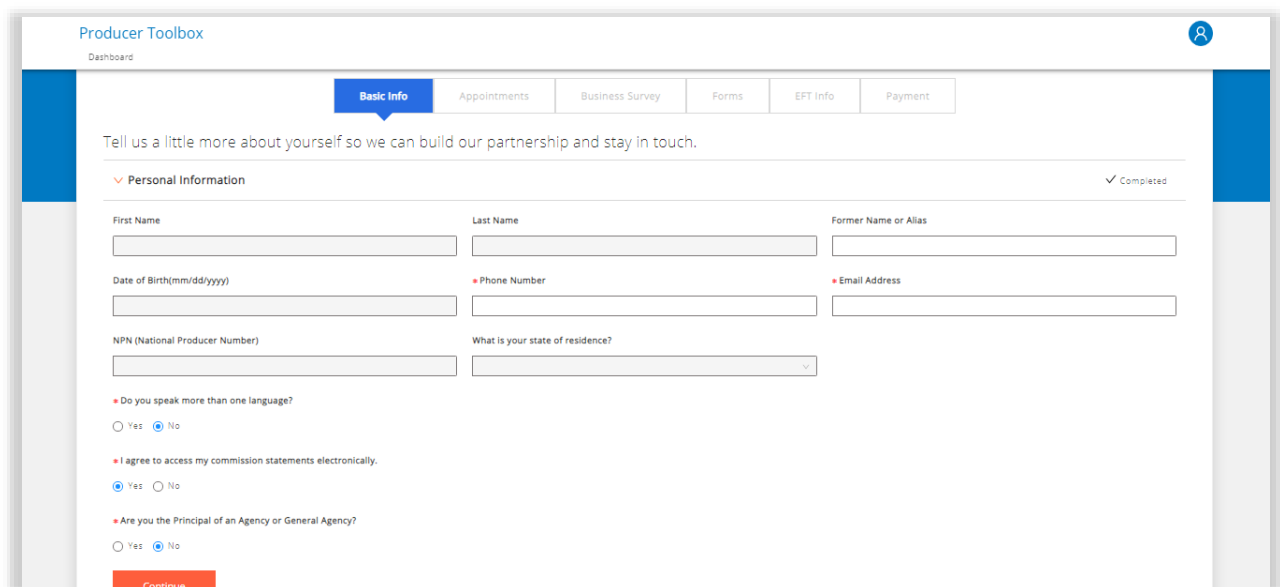 Producer Toolbox
Dashboard
Basic Info Appointments Business Survey Forms EFT Info Payment
Tell us a little more about yourself so we can build our partnership and stay in touch.
Personal Information Completed
First Name Last Name Former Name or Alias
Date of Birth(mm/dd/yyyy) * Phone Number * Email Address
NPN (National Producer Number) What is your state of residence?
* Do you speak more than one language?
Yes No
* I agree to access my commission statements electronically.
Yes No
* Are you the Principal of an Agency or General Agency?
Yes No
Continue